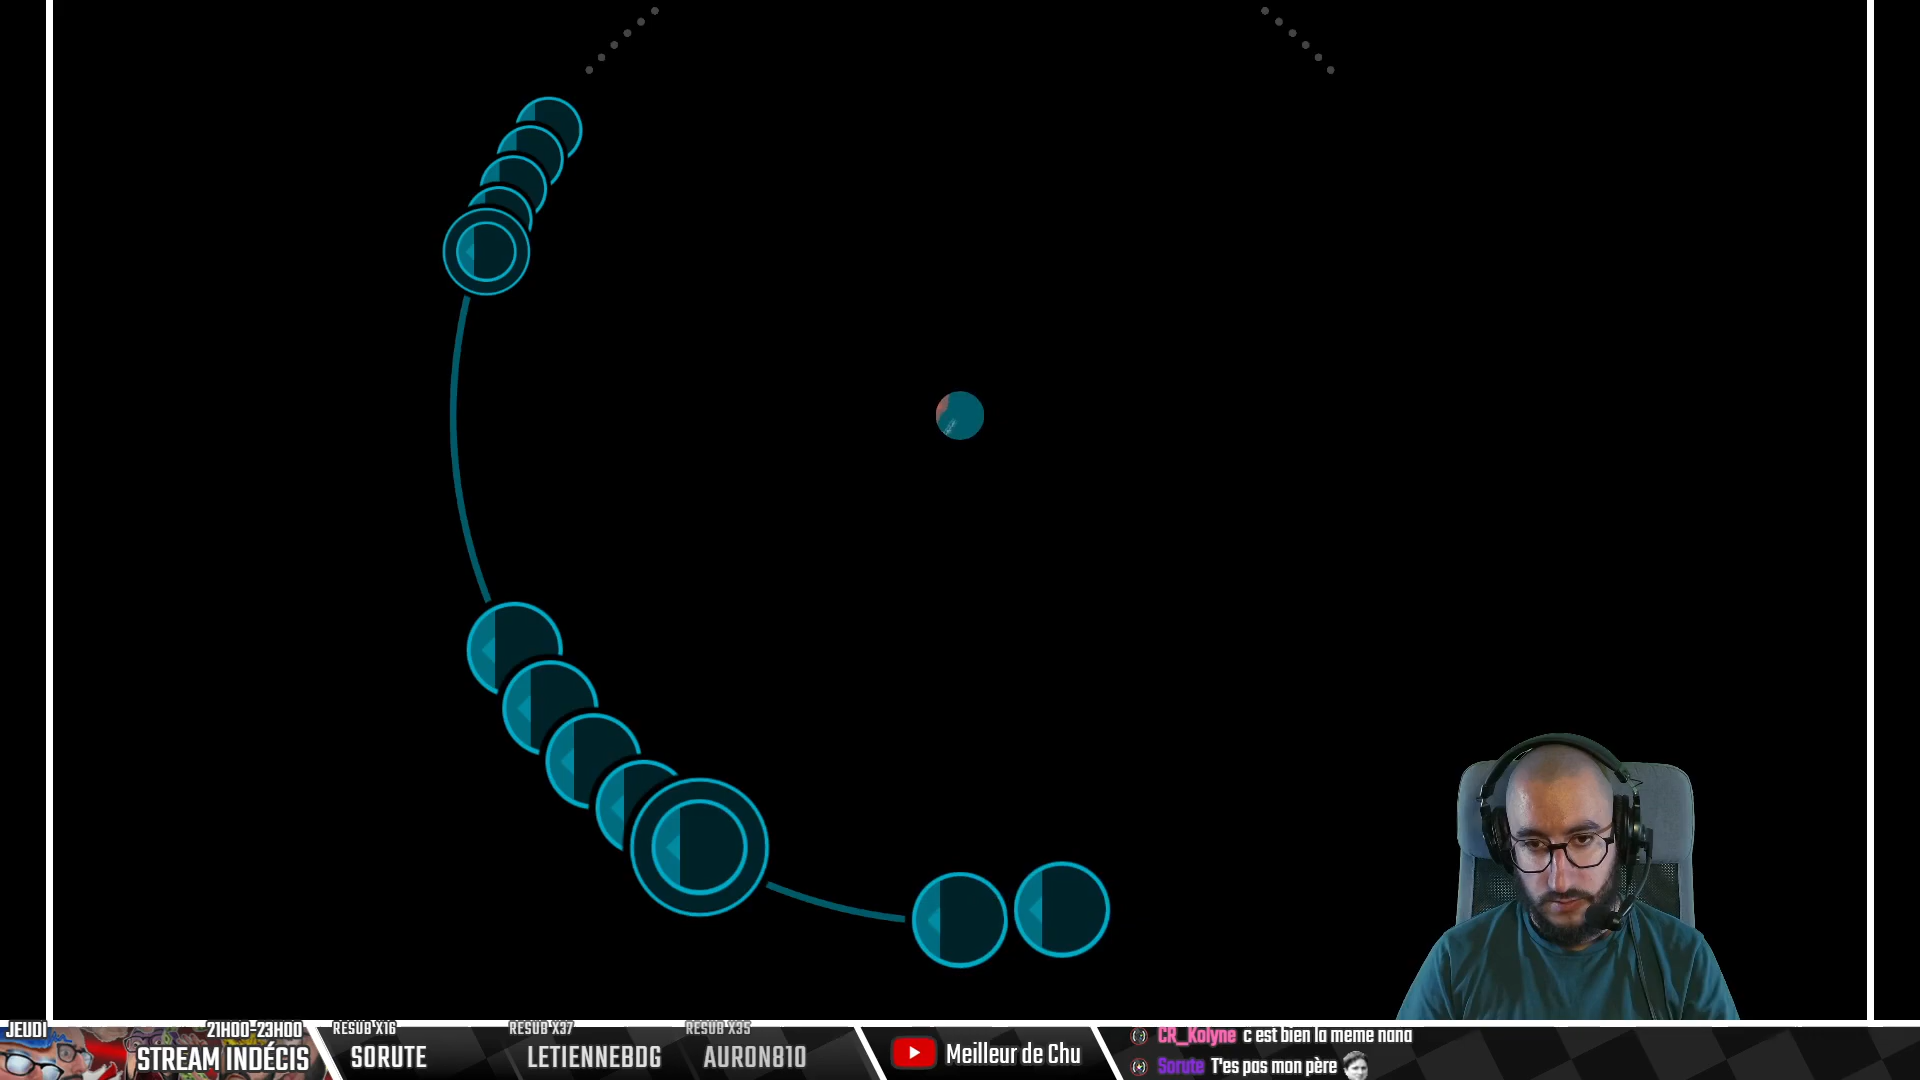 JEUDI
21H00-23H00
STREAM INDÉCIS
RESUB X16
SORUTE
RESUB X37
LETIENNEBDG
RESUB X35
AURON810
Meilleur de Chu
CR_Kolyne c est bien la meme nana
Sorute T'es pas mon père